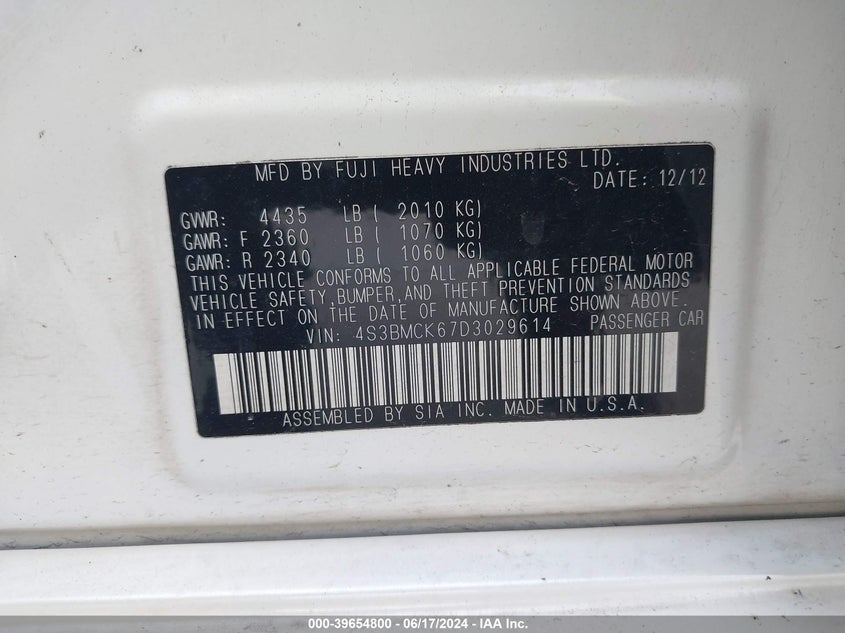 MFD BY FUJI HEAVY INDUSTRIES LTD.
DATE: 12/12
GVWR: 4435 LB ( 2010 KG)
GAWR: F 2360 LB ( 1070 KG)
GAWR: R 2340 LB ( 1060 KG)
THIS VEHICLE CONFORMS TO ALL APPLICABLE FEDERAL MOTOR
VEHICLE SAFETY,BUMPER,AND THEFT PREVENTION STANDARDS
IN EFFECT ON THE DATE OF MANUFACTURE SHOWN ABOVE.
VIN: 4S3BMCK67D3029614 PASSENGER CAR
ASSEMBLED BY SIA INC. MADE IN U.S.A.
000-39654800 - 06/17/2024 - IAA Inc.